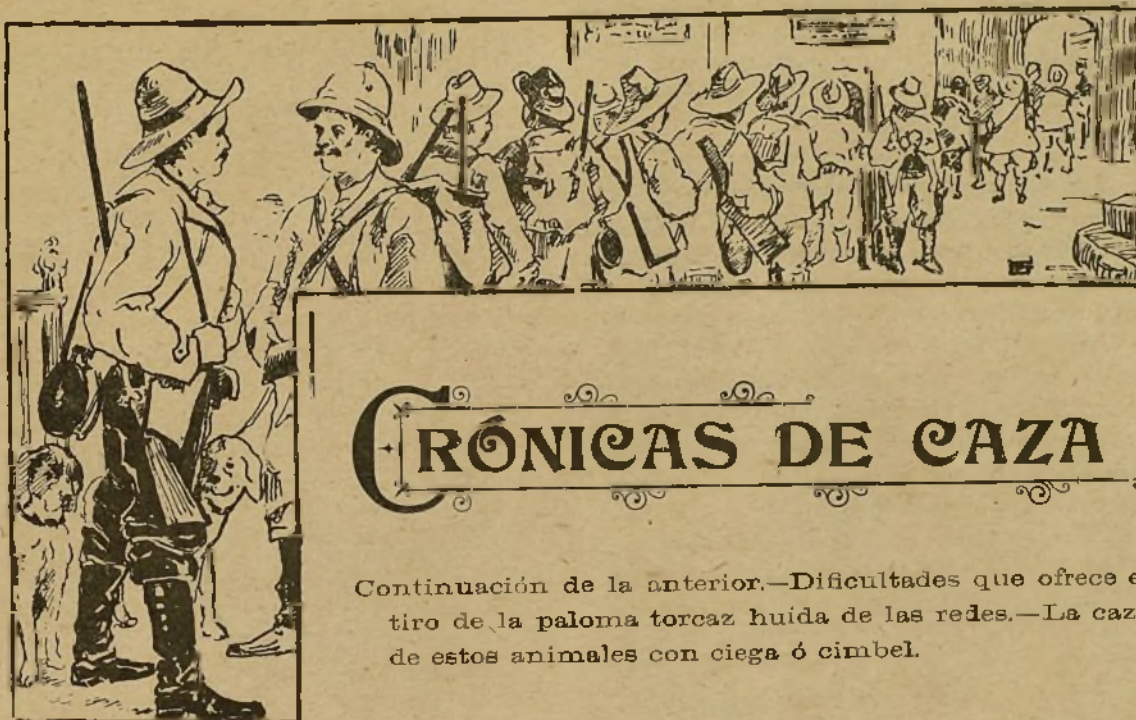 CRÓNICAS DE CAZA
Continuación de la anterior.—Dificultades que ofrece e
tiro de la paloma torcaz huída de las redes.—La caz
de estos animales con ciega ó cimbel.